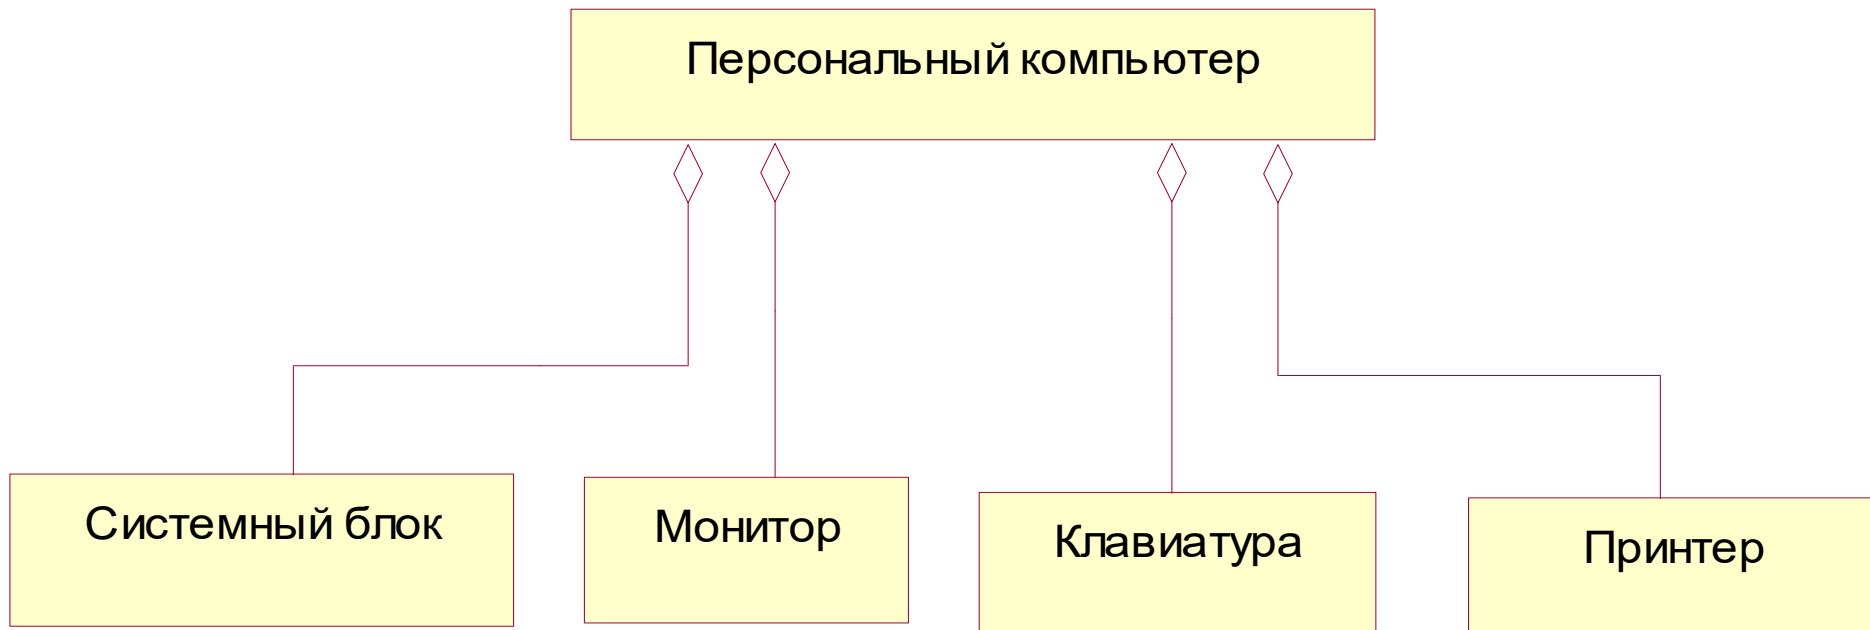 Персональный компьютер
Системный блок
Монитор
Клавиатура
Принтер